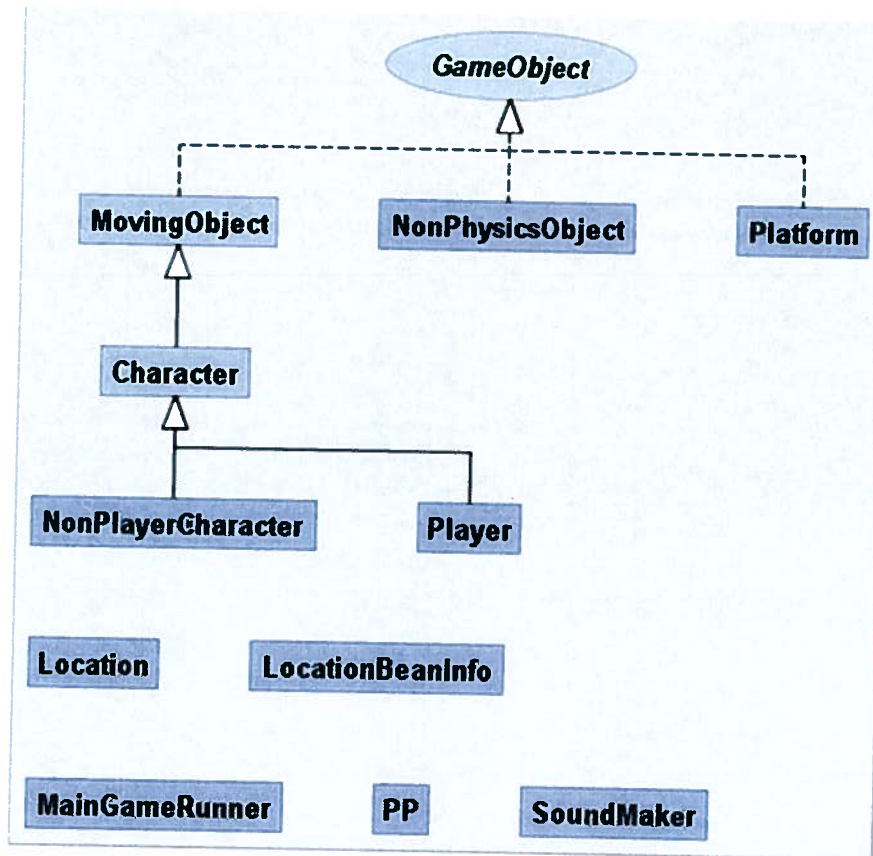 GameObject
MovingObject
NonPhysicsObject
Platform
Character
NonPlayerCharacter
Player
Location
LocationBeanInfo
MainGameRunner
PP
SoundMaker